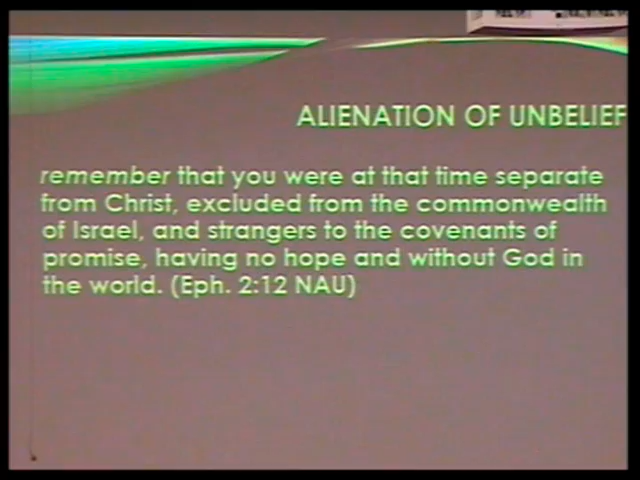 ALIENATION OF UNBELIEF
remember that you were at that time separate
from Christ, excluded from the commonwealth
of Israel, and strangers to the covenants of
promise, having no hope and without God in
the world. (Eph. 2:12 NAU)